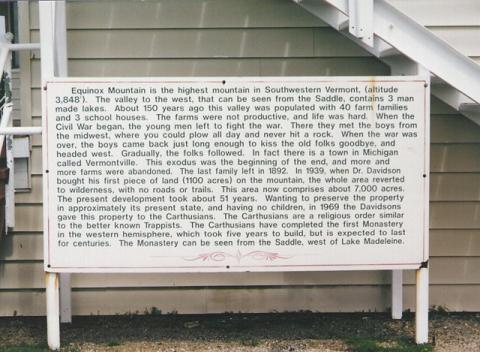 Equinox Mountain is the highest mountain in Southwestern Vermont, (altitude
3,848'). The valley to the west, that can be seen from the Saddle, contains 3 man
made lakes. About 150 years ago this valley was populated with 40 farm families
and 3 school houses. The farms were not productive, and life was hard. When the
Civil War began, the young men left to fight the war. There they met the boys from
the midwest, where you could plow all day and never hit a rock. When the war was
over, the boys came back just long enough to kiss the old folks goodbye, and
headed west. Gradually, the folks followed. In fact there is a town in Michigan
called Vermontville. This exodus was the beginning of the end, and more and
more farms were abandoned. The last family left in 1892. In 1939, when Dr. Davidson
bought his first piece of land (1100 acres) on the mountain, the whole area reverted
to wilderness, with no roads or trails. This area now comprises about 7,000 acres.
The present development took about 51 years. Wanting to preserve the property
in approximately its present state, and having no children, in 1969 the Davidsons
gave this property to the Carthusians. The Carthusians are a religious order similar
to the better known Trappists. The Carthusians have completed the first Monastery
in the western hemisphere, which took five years to build, but is expected to last
for centuries. The Monastery can be seen from the Saddle, west of Lake Madeleine.